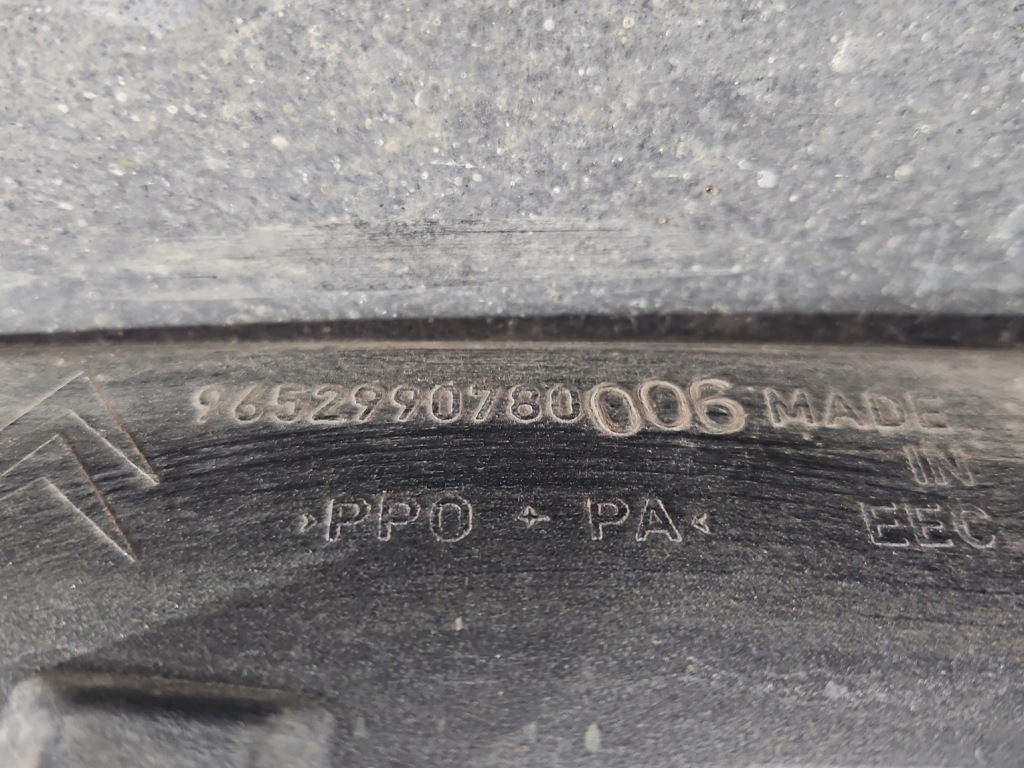 9652990780006 MADE
IN
>PPO + PA<
EEC